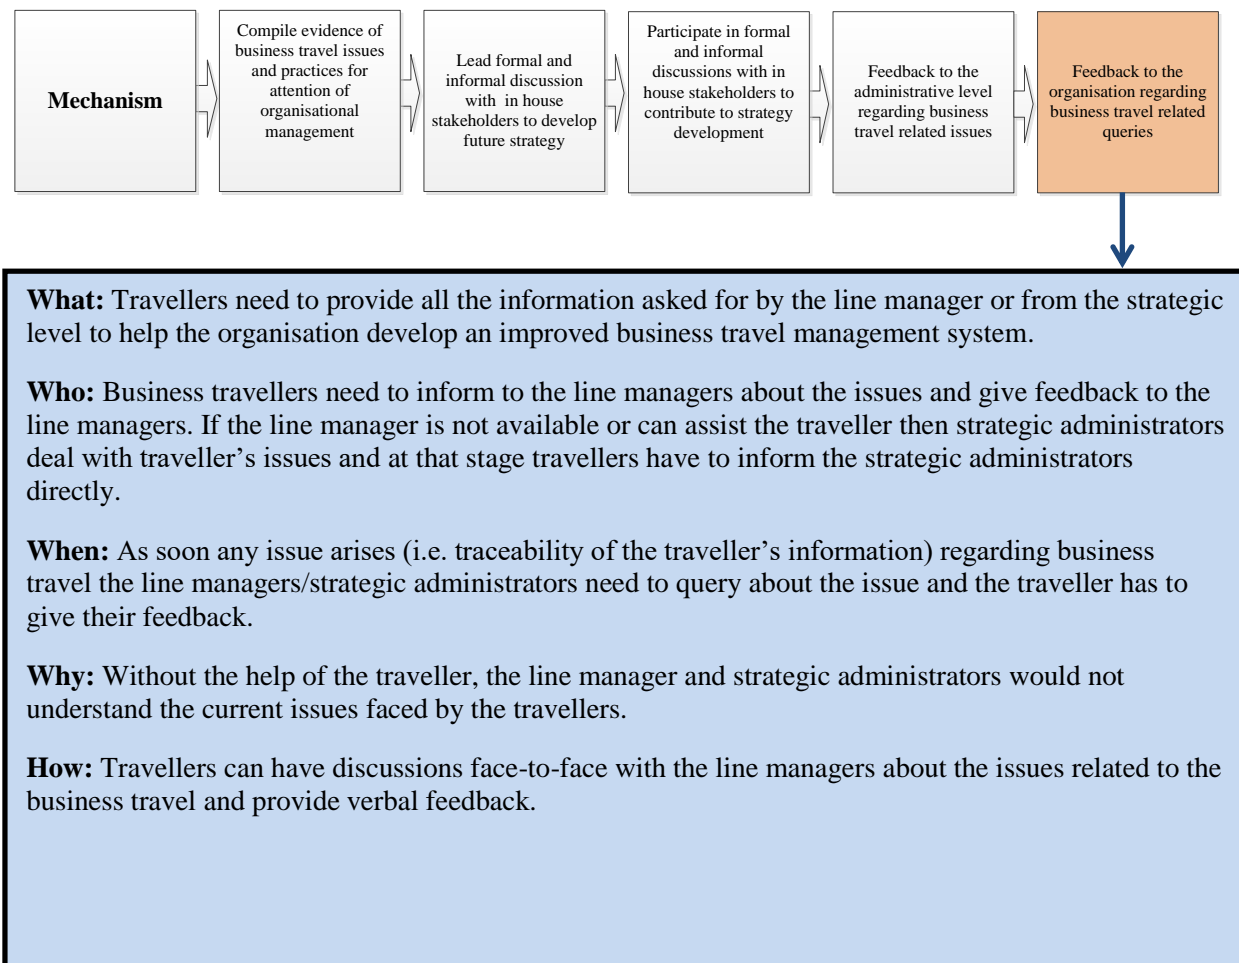 Mechanism
Compile evidence of
business travel issues
and practices for
attention of
organisational
management
Lead formal and
informal discussion
with in house
stakeholders to develop
future strategy
Participate in formal
and informal
discussions with in
house stakeholders to
contribute to strategy
development
Feedback to the
administrative level
regarding business
travel related issues
Feedback to the
organisation regarding
business travel related
queries
What: Travellers need to provide all the information asked for by the line manager or from the strategic
level to help the organisation develop an improved business travel management system.
Who: Business travellers need to inform to the line managers about the issues and give feedback to the
line managers. If the line manager is not available or can assist the traveller then strategic administrators
deal with traveller’s issues and at that stage travellers have to inform the strategic administrators
directly.
When: As soon any issue arises (i.e. traceability of the traveller’s information) regarding business
travel the line managers/strategic administrators need to query about the issue and the traveller has to
give their feedback.
Why: Without the help of the traveller, the line manager and strategic administrators would not
understand the current issues faced by the travellers.
How: Travellers can have discussions face-to-face with the line managers about the issues related to the
business travel and provide verbal feedback.